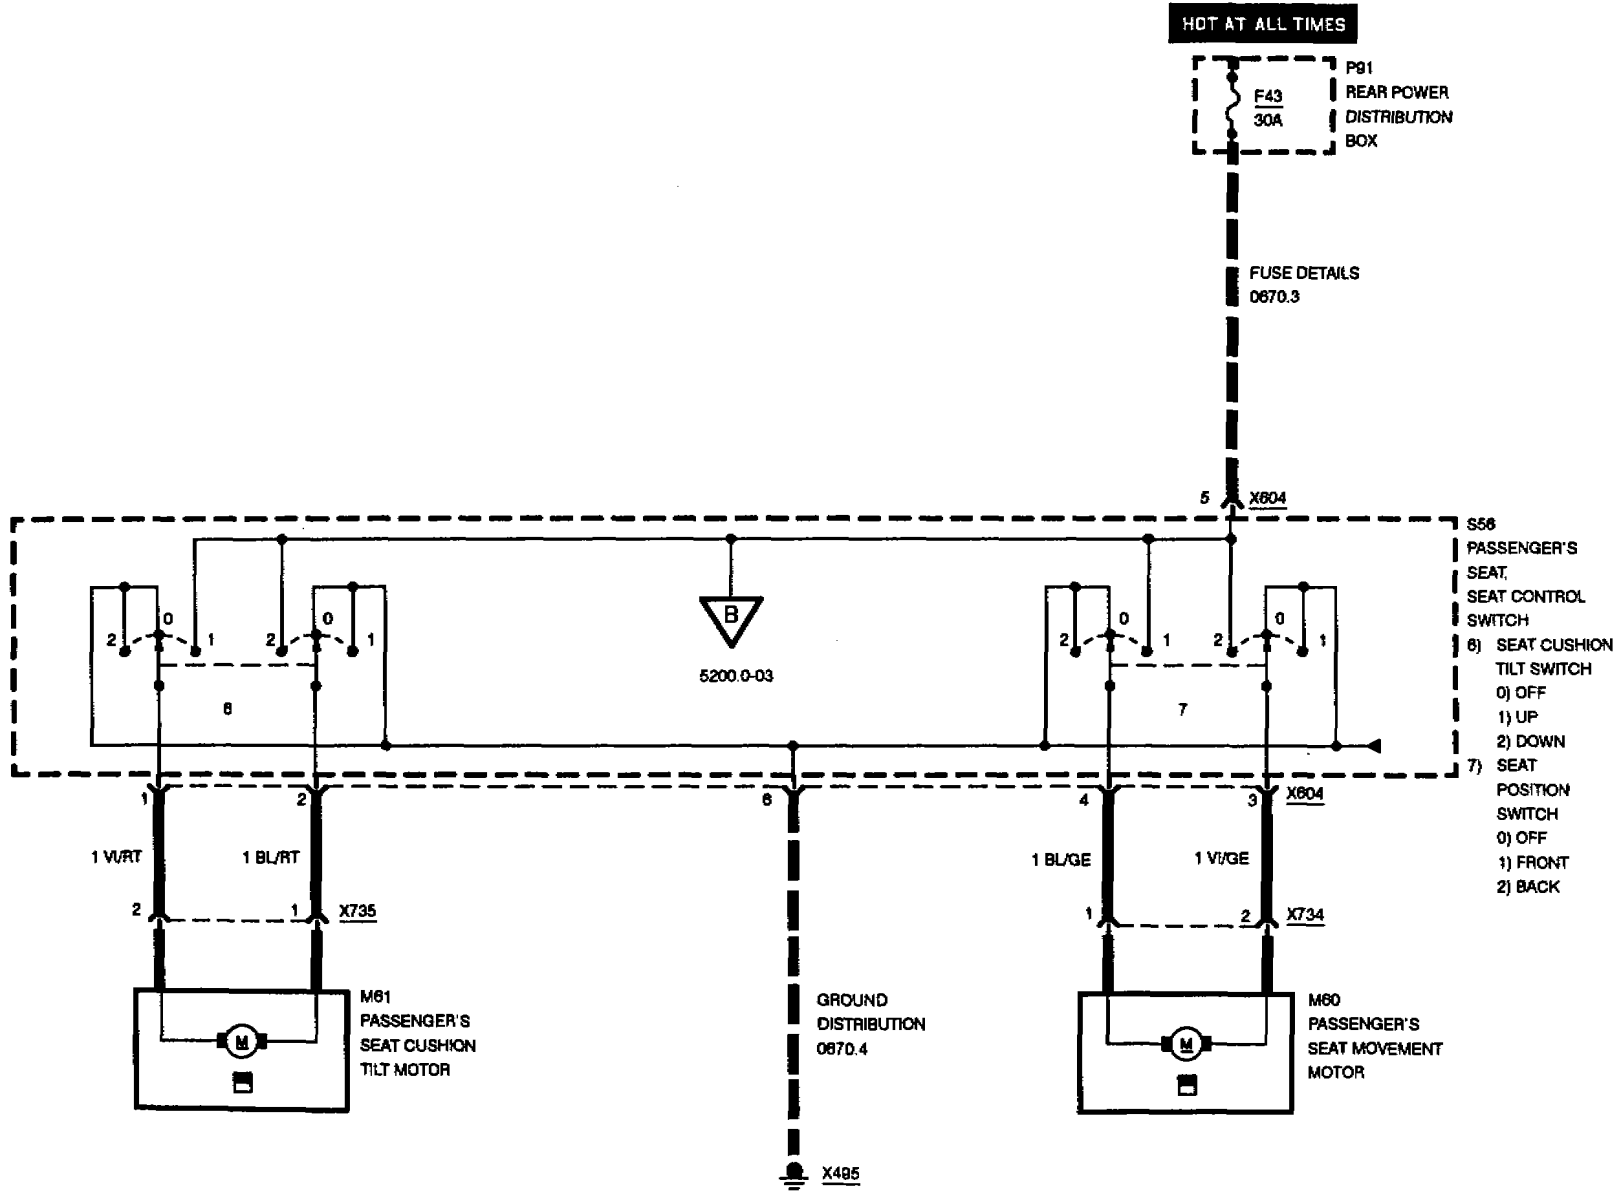 HOT AT ALL TIMES
F43
30A
P91
REAR POWER
DISTRIBUTION
BOX
FUSE DETAILS
0670.3
5
X604
S56
PASSENGER'S
SEAT,
SEAT CONTROL
SWITCH
6) SEAT CUSHION
TILT SWITCH
0) OFF
1) UP
2) DOWN
7) SEAT
POSITION
SWITCH
0) OFF
1) FRONT
2) BACK
2 0 1
2 0 1
6
B
5200.0-03
2 0 1
2 0 1
7
1
2
6
4
3
X604
1 VI/RT
1 BL/RT
1 BL/GE
1 VI/GE
2
1
X735
1
2
X734
M61
PASSENGER'S
SEAT CUSHION
TILT MOTOR
M
GROUND
DISTRIBUTION
0670.4
M60
PASSENGER'S
SEAT MOVEMENT
MOTOR
M
X495